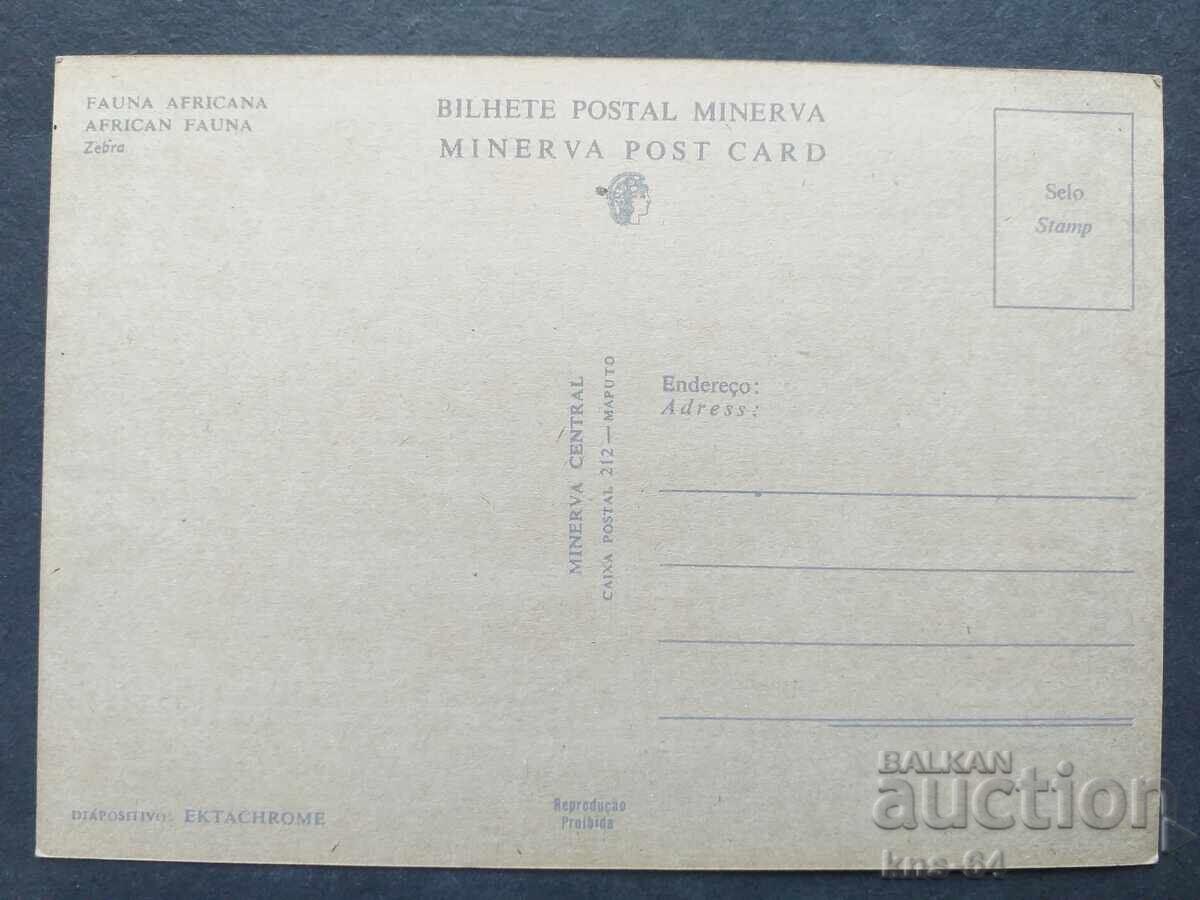 FAUNA AFRICANA
AFRICAN FAUNA
Zebra
BILHETE POSTAL MINERVA
MINERVA POST CARD
Selo
Stamp
MINERVA CENTRAL
CAIXA POSTAL 212 — MAPUTO
Endereço:
Adress:
DIAPOSITIVO: EKTACHROME
Reprodução
Proibida
BALKAN
auction
kns-64